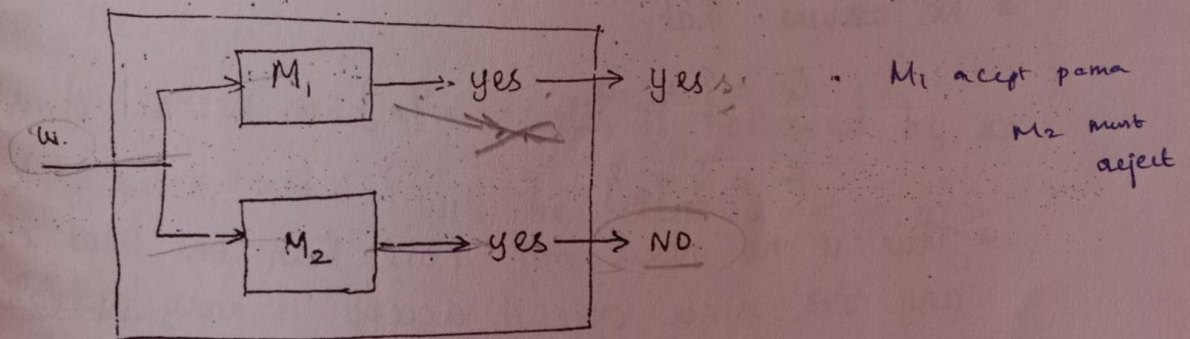 M₁ → yes → yes
M₁ acept pama
w.
M₂ must
reject
M₂ → yes → NO